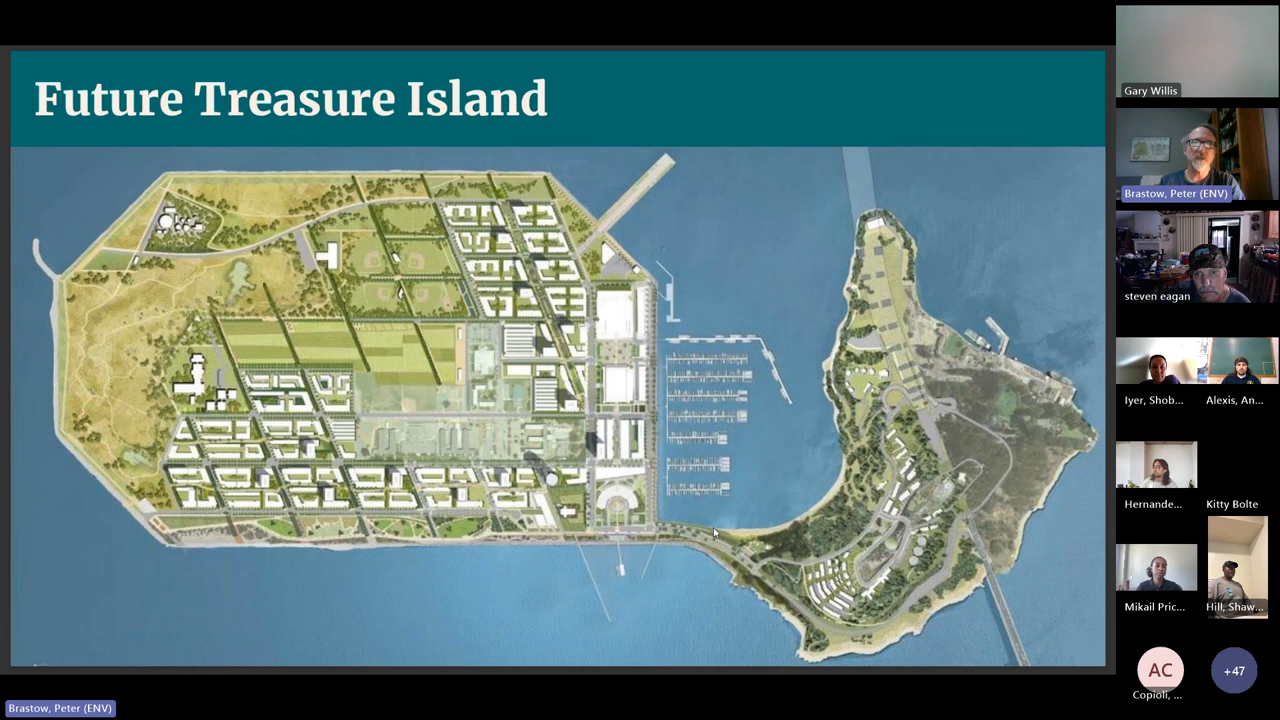 Future Treasure Island
Gary Willis
Brastow, Peter (ENV)
steven eagan
Iyer, Shob...
Alexis, An...
Hernande...
Kitty Bolte
Mikail Pric...
Hill, Shaw...
AC
Copioli, ...
+47
Brastow, Peter (ENV)